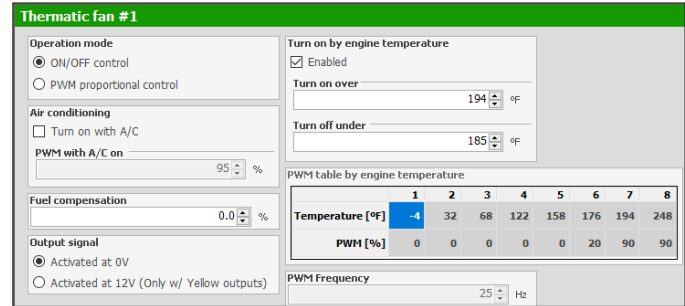 Thermatic fan #1
Operation mode
ON/OFF control
PWM proportional control
Air conditioning
Turn on with A/C
PWM with A/C on
95 %
Fuel compensation
0.0 %
Output signal
Activated at 0V
Activated at 12V (Only w/ Yellow outputs)
Turn on by engine temperature
Enabled
Turn on over
194 ºF
Turn off under
185 ºF
PWM table by engine temperature
1 2 3 4 5 6 7 8
Temperature [ºF] -4 32 68 122 158 176 194 248
PWM [%] 0 0 0 0 0 20 90 90
PWM Frequency
25 Hz